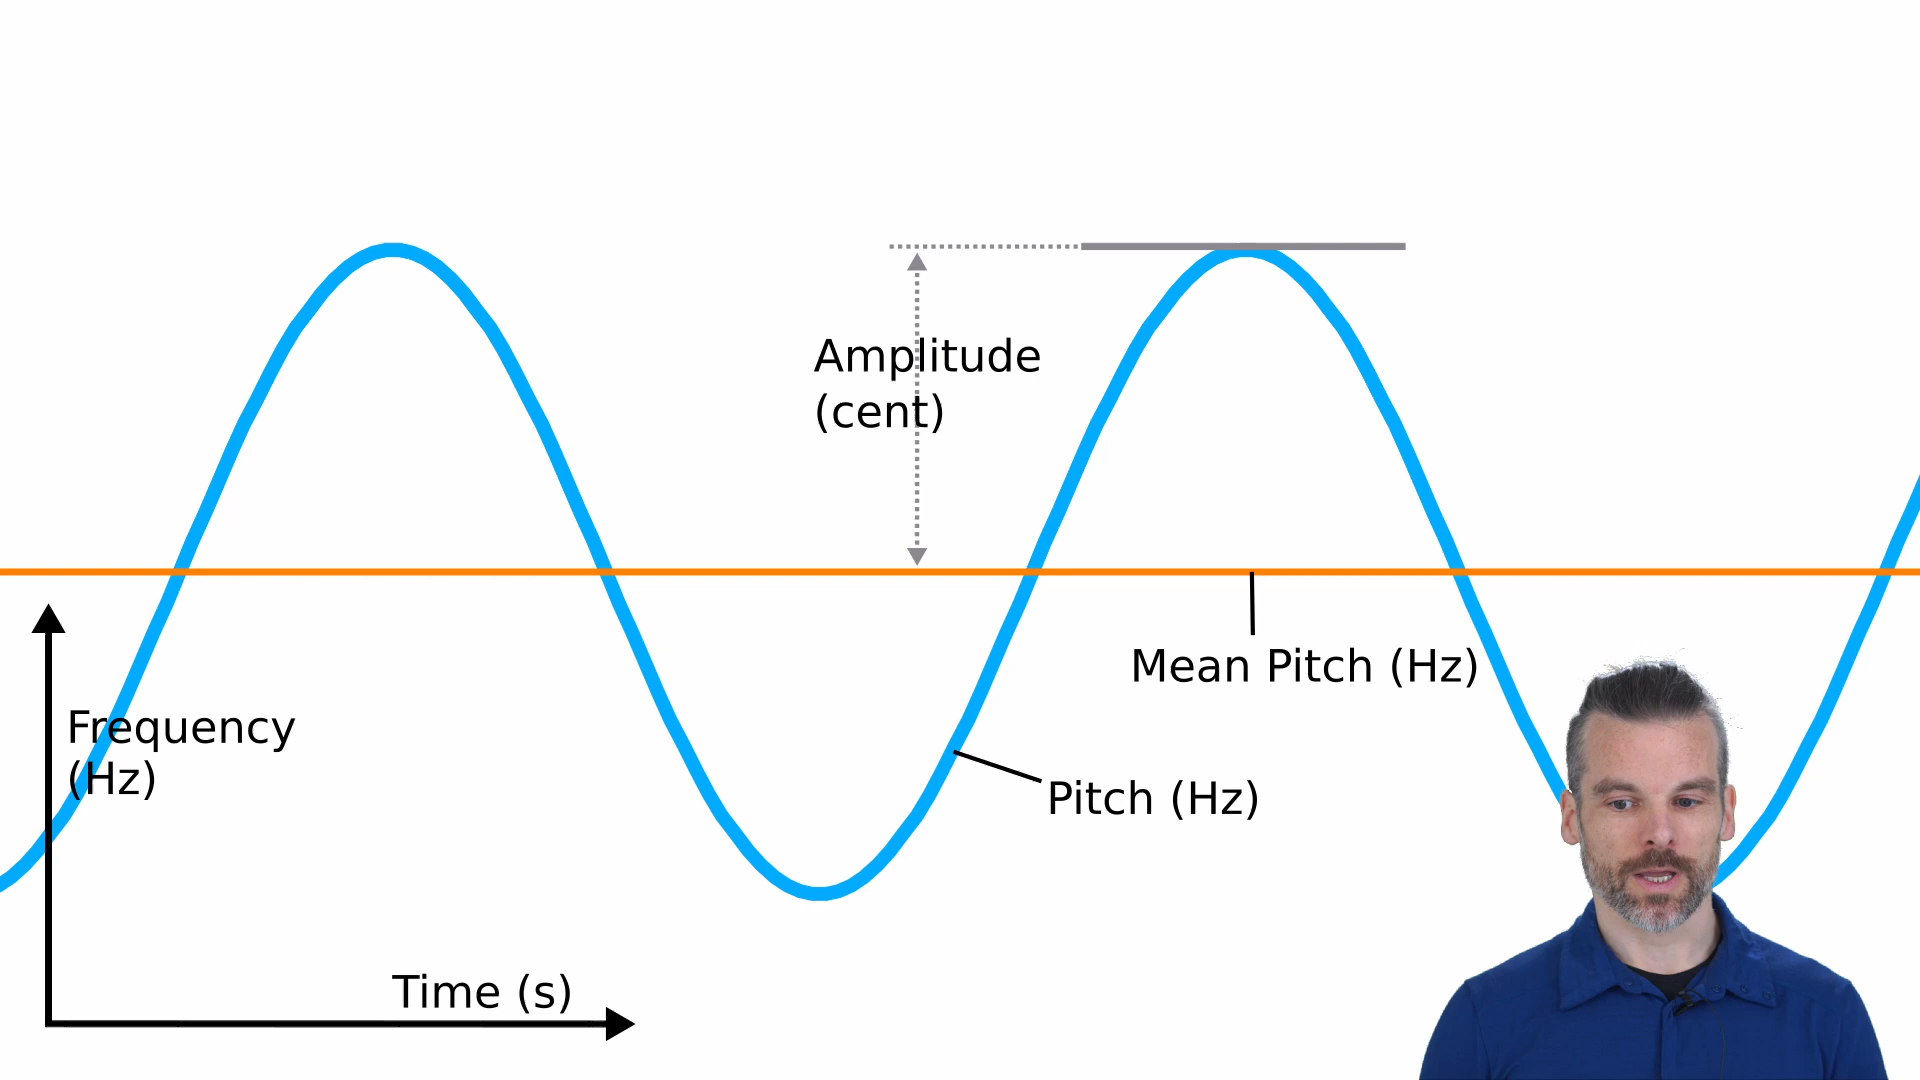 Amplitude
(cent)
Mean Pitch (Hz)
Frequency
(Hz)
Pitch (Hz)
Time (s)